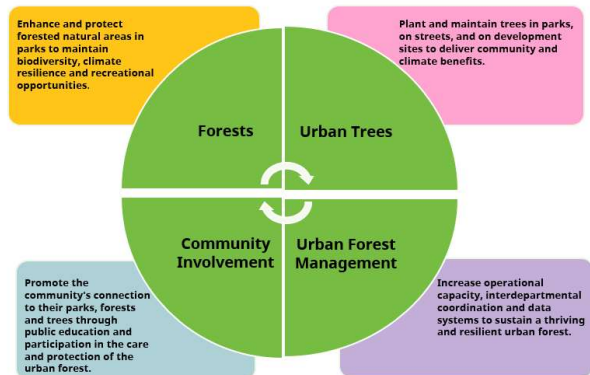 Enhance and protect
forested natural areas in
parks to maintain
biodiversity, climate
resilience and recreational
opportunities.
Plant and maintain trees in parks,
on streets, and on development
sites to deliver community and
climate benefits.
Forests
Urban Trees
Community
Involvement
Urban Forest
Management
Promote the
community's connection
to their parks, forests
and trees through
public education and
participation in the care
and protection of the
urban forest.
Increase operational
capacity, interdepartmental
coordination and data
systems to sustain a thriving
and resilient urban forest.